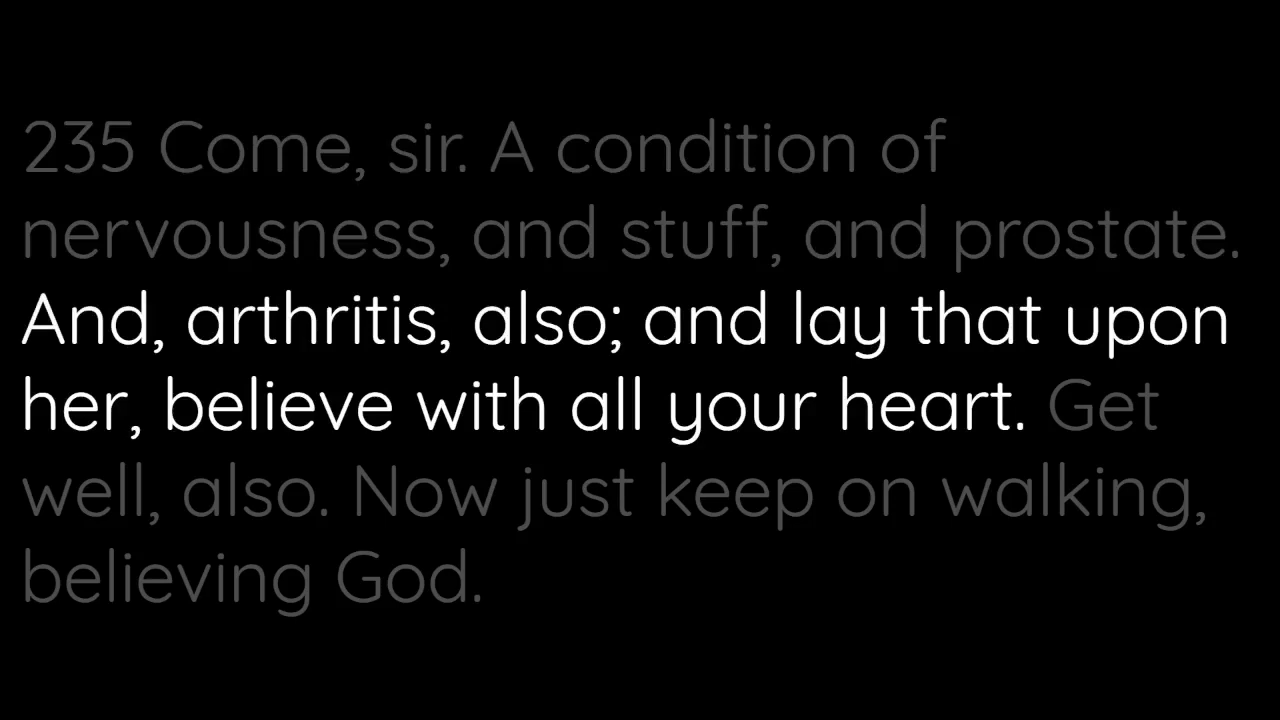 235 Come, sir. A condition of
nervousness, and stuff, and prostate.
And, arthritis, also; and lay that upon
her, believe with all your heart. Get
well, also. Now just keep on walking,
believing God.